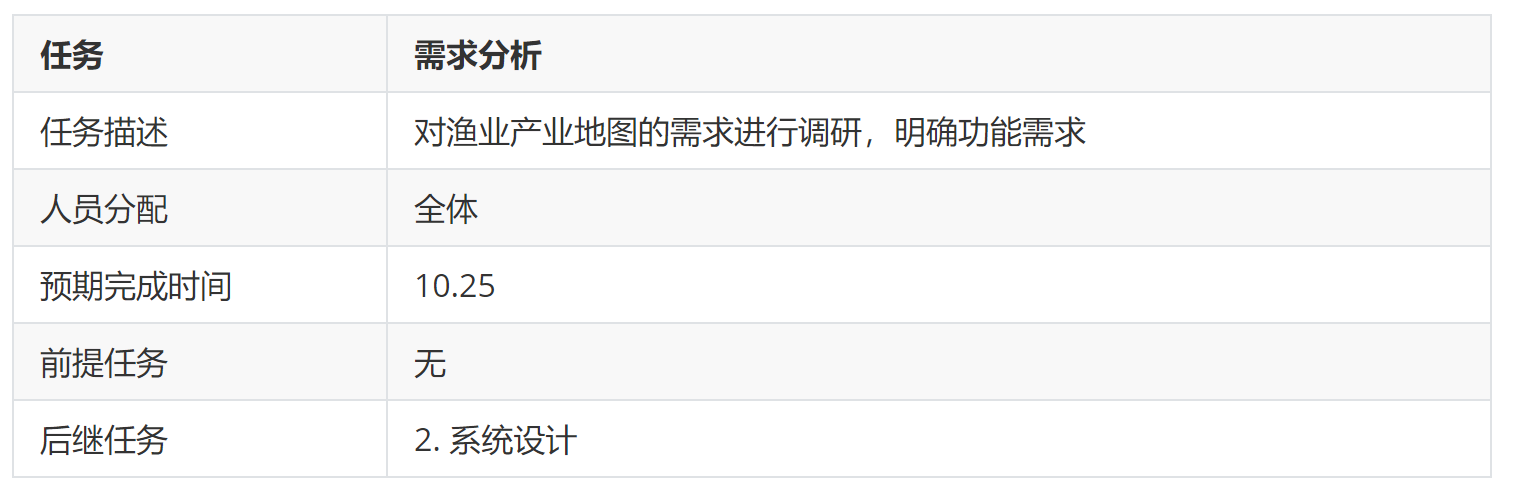 任务 需求分析
任务描述 对渔业产业地图的需求进行调研，明确功能需求
人员分配 全体
预期完成时间 10.25
前提任务 无
后继任务 2. 系统设计